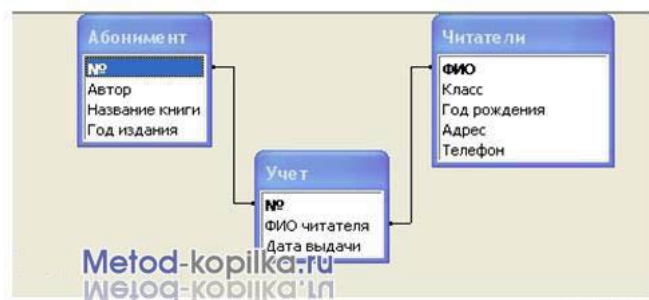 Абонимент
№
Автор
Название книги
Год издания
Читатели
ФИО
Класс
Год рождения
Адрес
Телефон
Учет
№
ФИО читателя
Дата выдачи
Metod-kopilka.ru